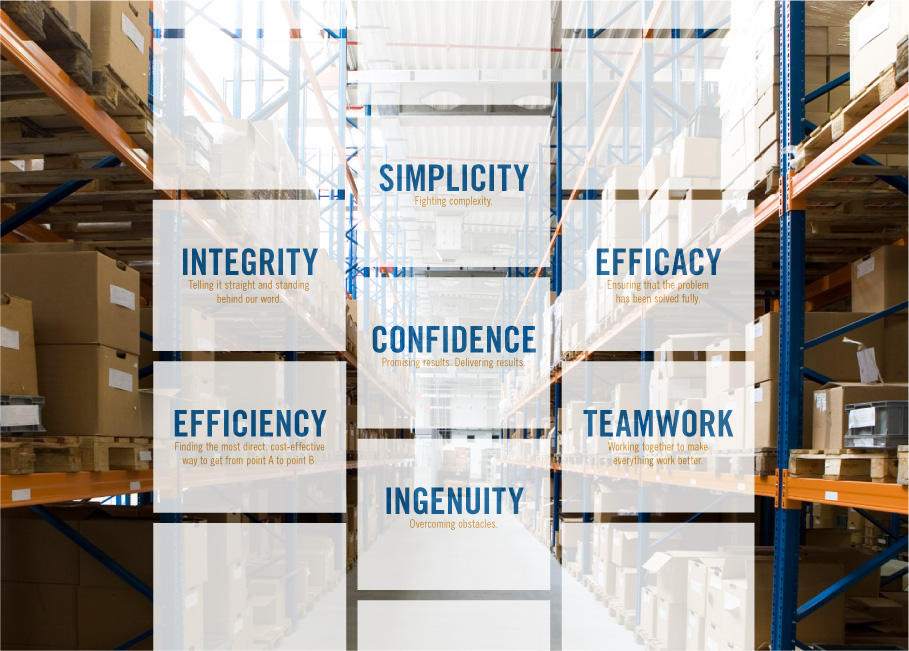 SIMPLICITY
Fighting complexity.
INTEGRITY
Telling it straight and standing
behind our word.
EFFICACY
Ensuring that the problem
has been solved fully.
CONFIDENCE
Promising results. Delivering results.
EFFICIENCY
Finding the most direct, cost-effective
way to get from point A to point B.
TEAMWORK
Working together to make
everything work better.
INGENUITY
Overcoming obstacles.